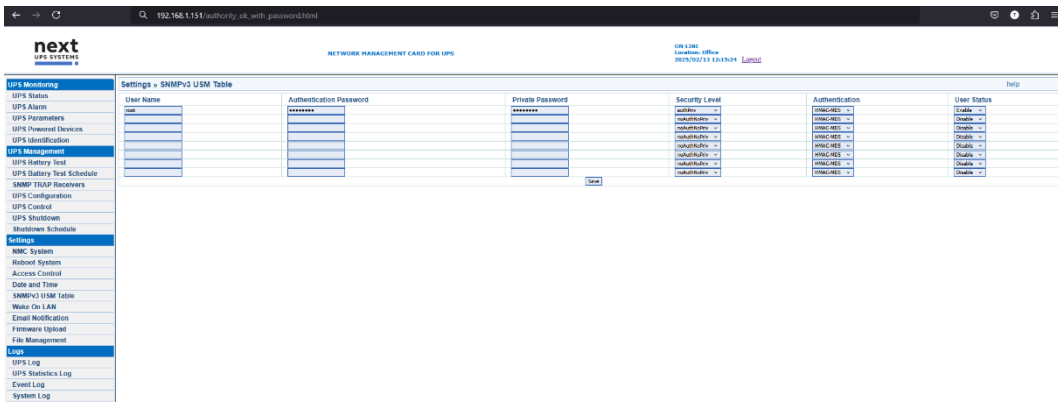 192.168.1.151/authority_ok_with_password.html
next
UPS SYSTEMS
NETWORK MANAGEMENT CARD FOR UPS
ON-LINE
Location: Office
2025/02/13 12:15:24 Logout
UPS Monitoring
UPS Status
UPS Alarm
UPS Parameters
UPS Powered Devices
UPS Identification
UPS Management
UPS Battery Test
UPS Battery Test Schedule
SNMP TRAP Receivers
UPS Configuration
UPS Control
UPS Shutdown
Shutdown Schedule
Settings
NMC System
Reboot System
Access Control
Date and Time
SNMPv3 USM Table
Wake On LAN
Email Notification
Firmware Upload
File Management
Logs
UPS Log
UPS Statistics Log
Event Log
System Log
Settings » SNMPv3 USM Table help
User Name Authentication Password Private Password Security Level Authentication User Status
root •••••••• •••••••• authPriv HMAC-MD5 Enable
noAuthNoPriv HMAC-MD5 Disable
noAuthNoPriv HMAC-MD5 Disable
noAuthNoPriv HMAC-MD5 Disable
noAuthNoPriv HMAC-MD5 Disable
noAuthNoPriv HMAC-MD5 Disable
noAuthNoPriv HMAC-MD5 Disable
noAuthNoPriv HMAC-MD5 Disable
Save